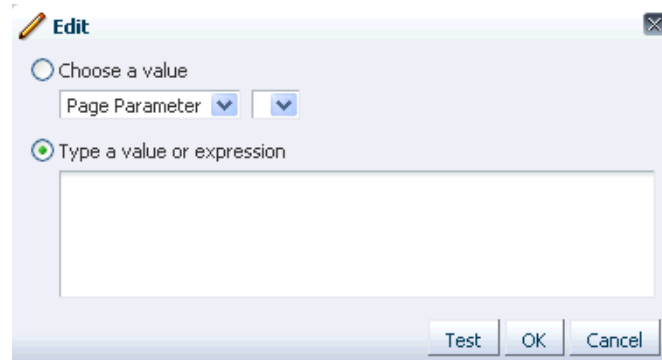 Edit
Choose a value
Page Parameter
Type a value or expression
Test OK Cancel